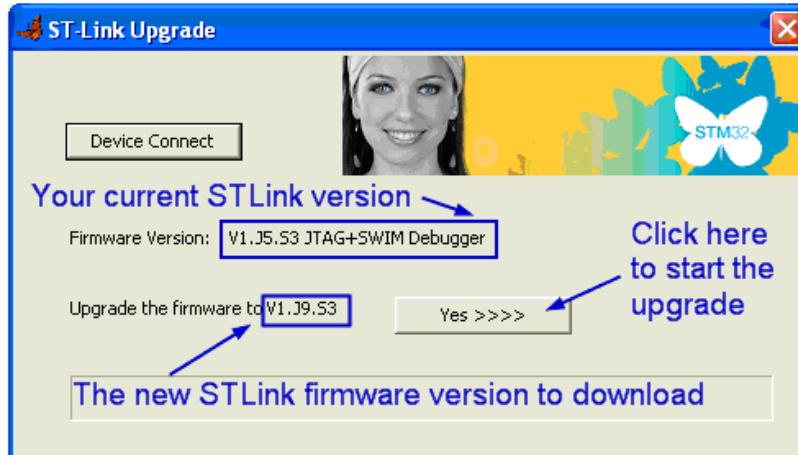 ST-Link Upgrade
STM32
Device Connect
Your current STLink version
Firmware Version: V1.J5.S3 JTAG+SWIM Debugger
Click here
to start the
upgrade
Upgrade the firmware to V1.J9.S3
Yes >>>>
The new STLink firmware version to download